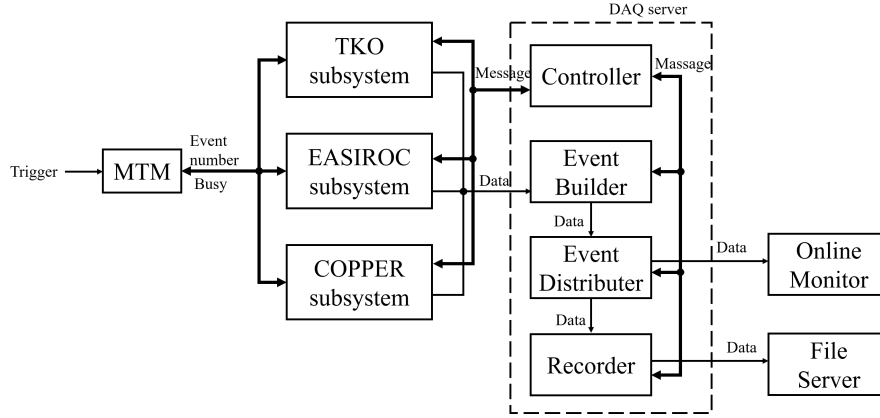 DAQ server
TKO
subsystem
Message
Controller
Massage
Trigger
MTM
Event
number
Busy
EASIROC
subsystem
Data
Event
Builder
Data
COPPER
subsystem
Event
Distributer
Data
Online
Monitor
Data
Recorder
Data
File
Server